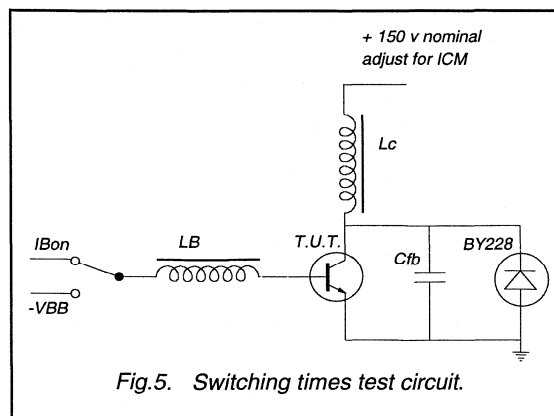 + 150 v nominal
adjust for ICM
Lc
IBon
LB
T.U.T.
BY228
Cfb
-VBB
Fig.5. Switching times test circuit.